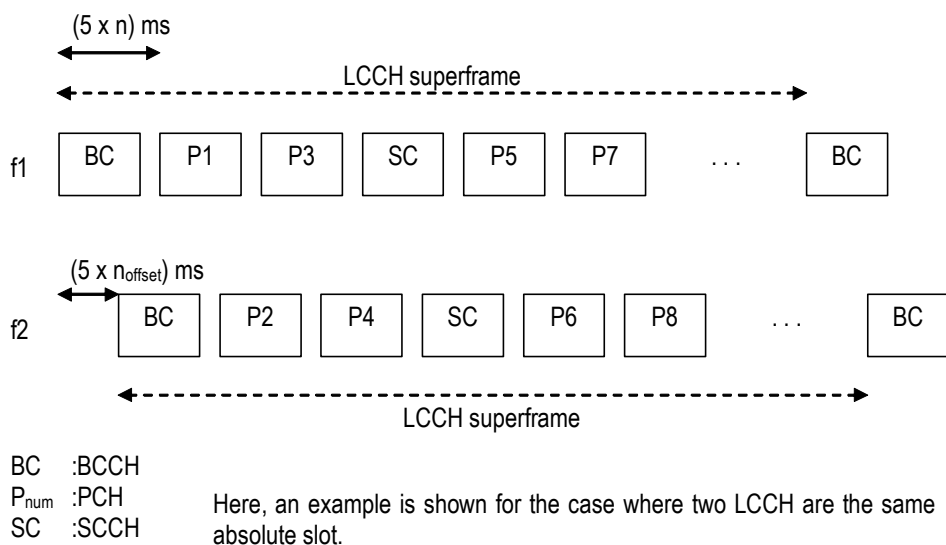 (5 x n) ms
LCCH superframe
f1 BC P1 P3 SC P5 P7 . . . BC
(5 x noffset) ms
f2 BC P2 P4 SC P6 P8 . . . BC
LCCH superframe
BC :BCCH
Pnum :PCH
SC :SCCH
Here, an example is shown for the case where two LCCH are the same
absolute slot.